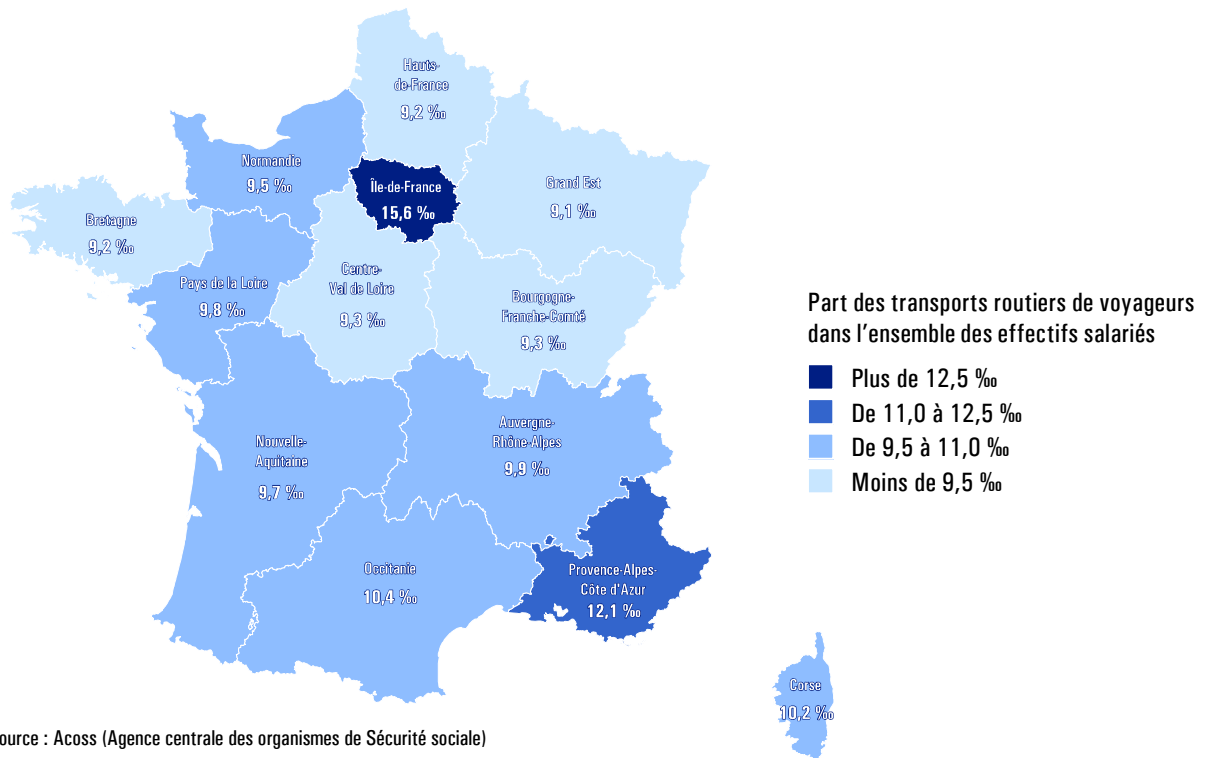 Hauts-
de-France
9,2 ‰
Normandie
9,5 ‰
Île-de-France
15,6 ‰
Grand Est
9,1 ‰
Bretagne
9,2 ‰
Pays de la Loire
9,8 ‰
Centre-
Val de Loire
9,3 ‰
Bourgogne-
Franche-Comté
9,3 ‰
Nouvelle-
Aquitaine
9,7 ‰
Auvergne-
Rhône-Alpes
9,9 ‰
Occitanie
10,4 ‰
Provence-Alpes-
Côte d'Azur
12,1 ‰
Corse
10,2 ‰
Part des transports routiers de voyageurs
dans l'ensemble des effectifs salariés
Plus de 12,5 ‰
De 11,0 à 12,5 ‰
De 9,5 à 11,0 ‰
Moins de 9,5 ‰
ource : Acoss (Agence centrale des organismes de Sécurité sociale)